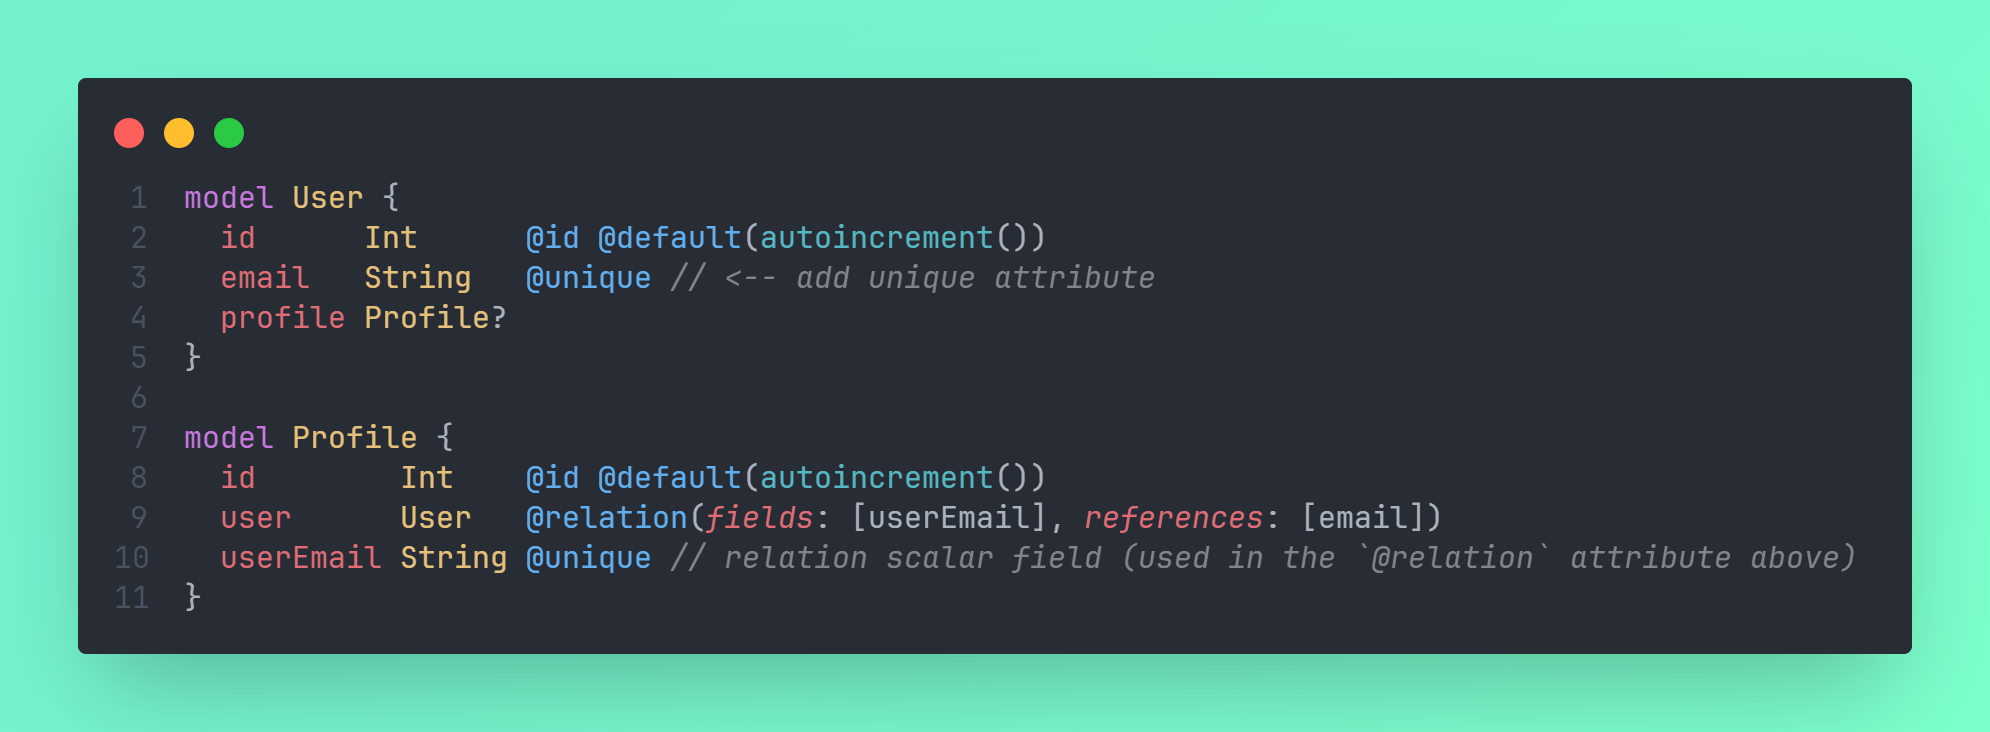 1 model User {
2   id      Int      @id @default(autoincrement())
3   email   String   @unique // <-- add unique attribute
4   profile Profile?
5 }
6
7 model Profile {
8   id        Int    @id @default(autoincrement())
9   user      User   @relation(fields: [userEmail], references: [email])
10   userEmail String @unique // relation scalar field (used in the `@relation` attribute above)
11 }